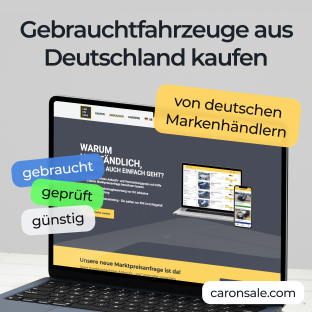 Gebrauchtfahrzeuge aus
Deutschland kaufen
von deutschen
Markenhändlern
WARUM
AUCH EINFACH GEHT?
gebraucht
geprüft
günstig
Unsere neue Marktpreisanfrage ist da!
caronsale.com